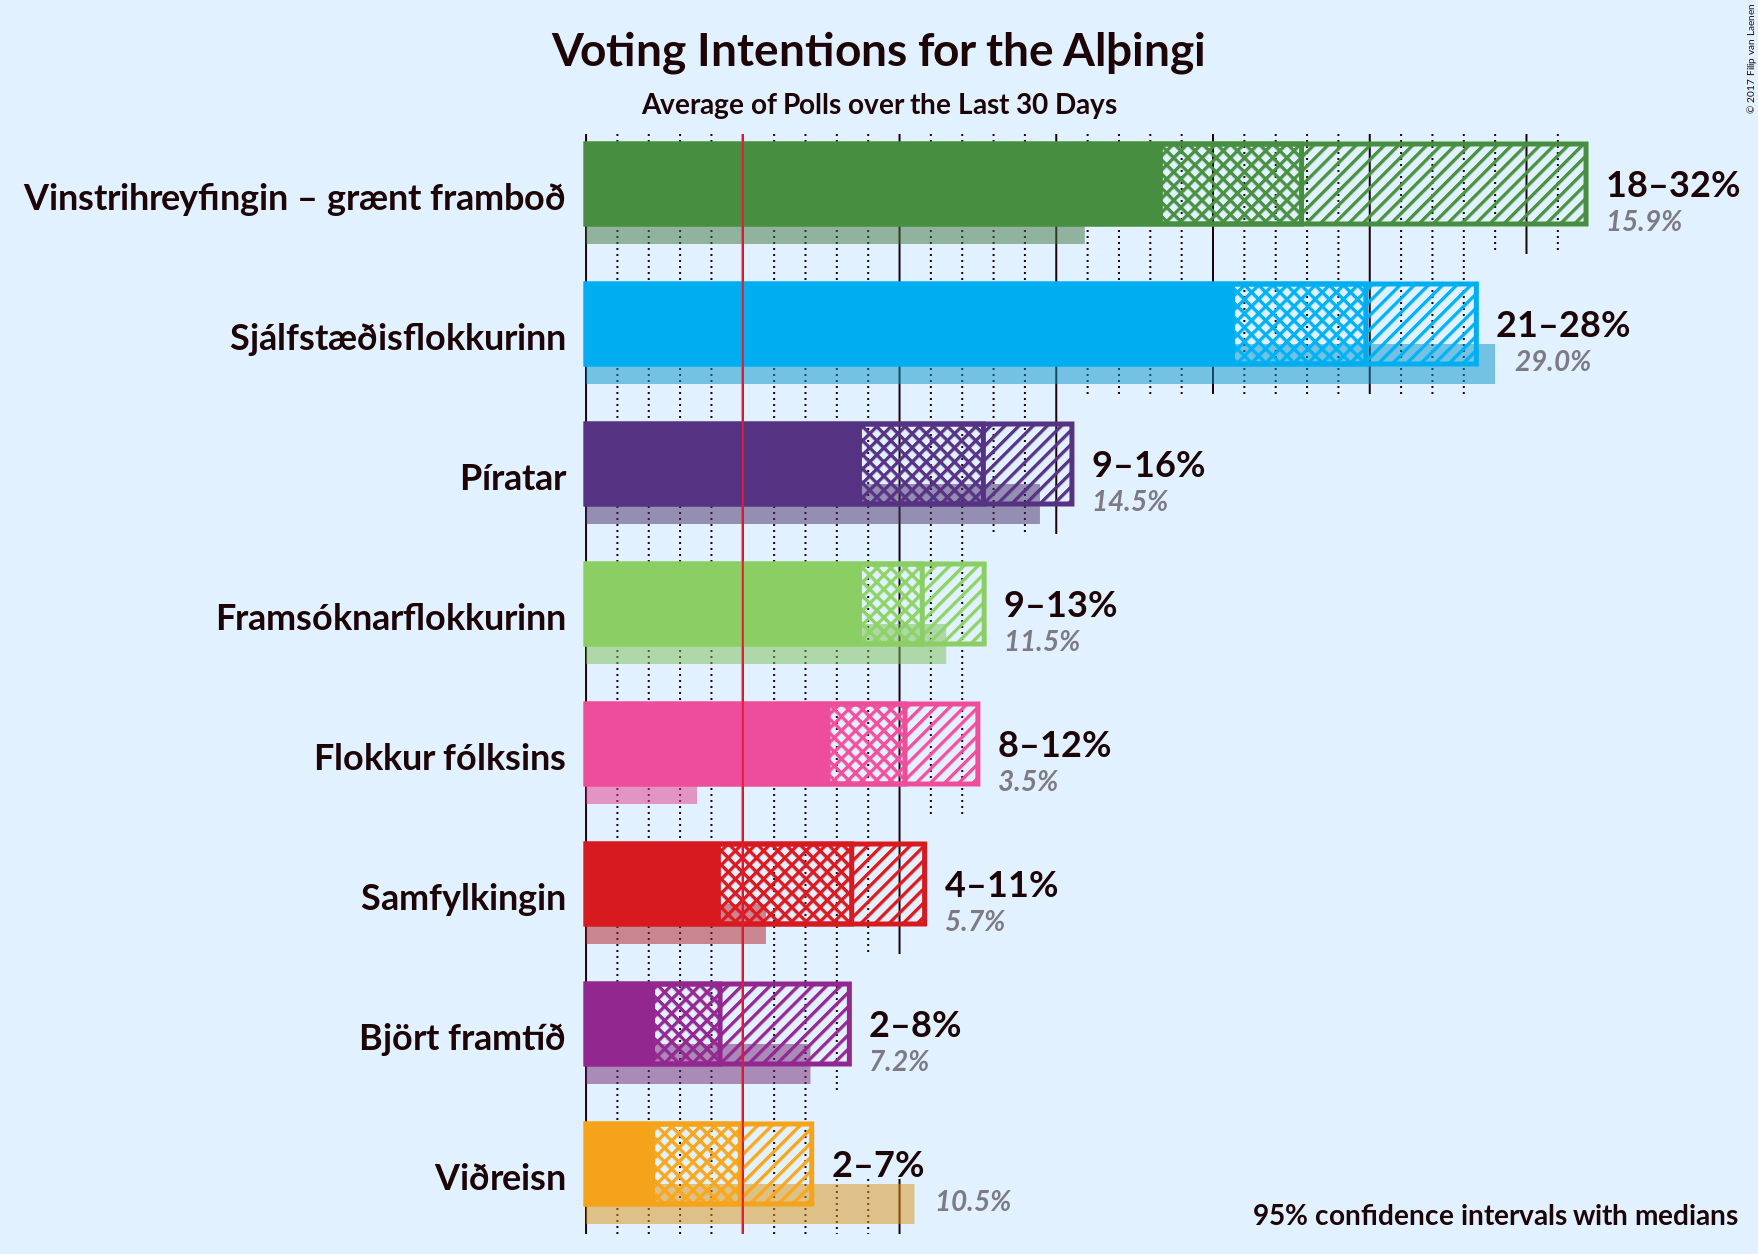 Voting Intentions for the Alþingi
Average of Polls over the Last 30 Days
© 2017 Filip van Laenen
Vinstrihreyfingin – grænt framboð
18–32%
15.9%
Sjálfstæðisflokkurinn
21–28%
29.0%
Píratar
9–16%
14.5%
Framsóknarflokkurinn
9–13%
11.5%
Flokkur fólksins
8–12%
3.5%
Samfylkingin
4–11%
5.7%
Björt framtíð
2–8%
7.2%
Viðreisn
2–7%
10.5%
95% confidence intervals with medians